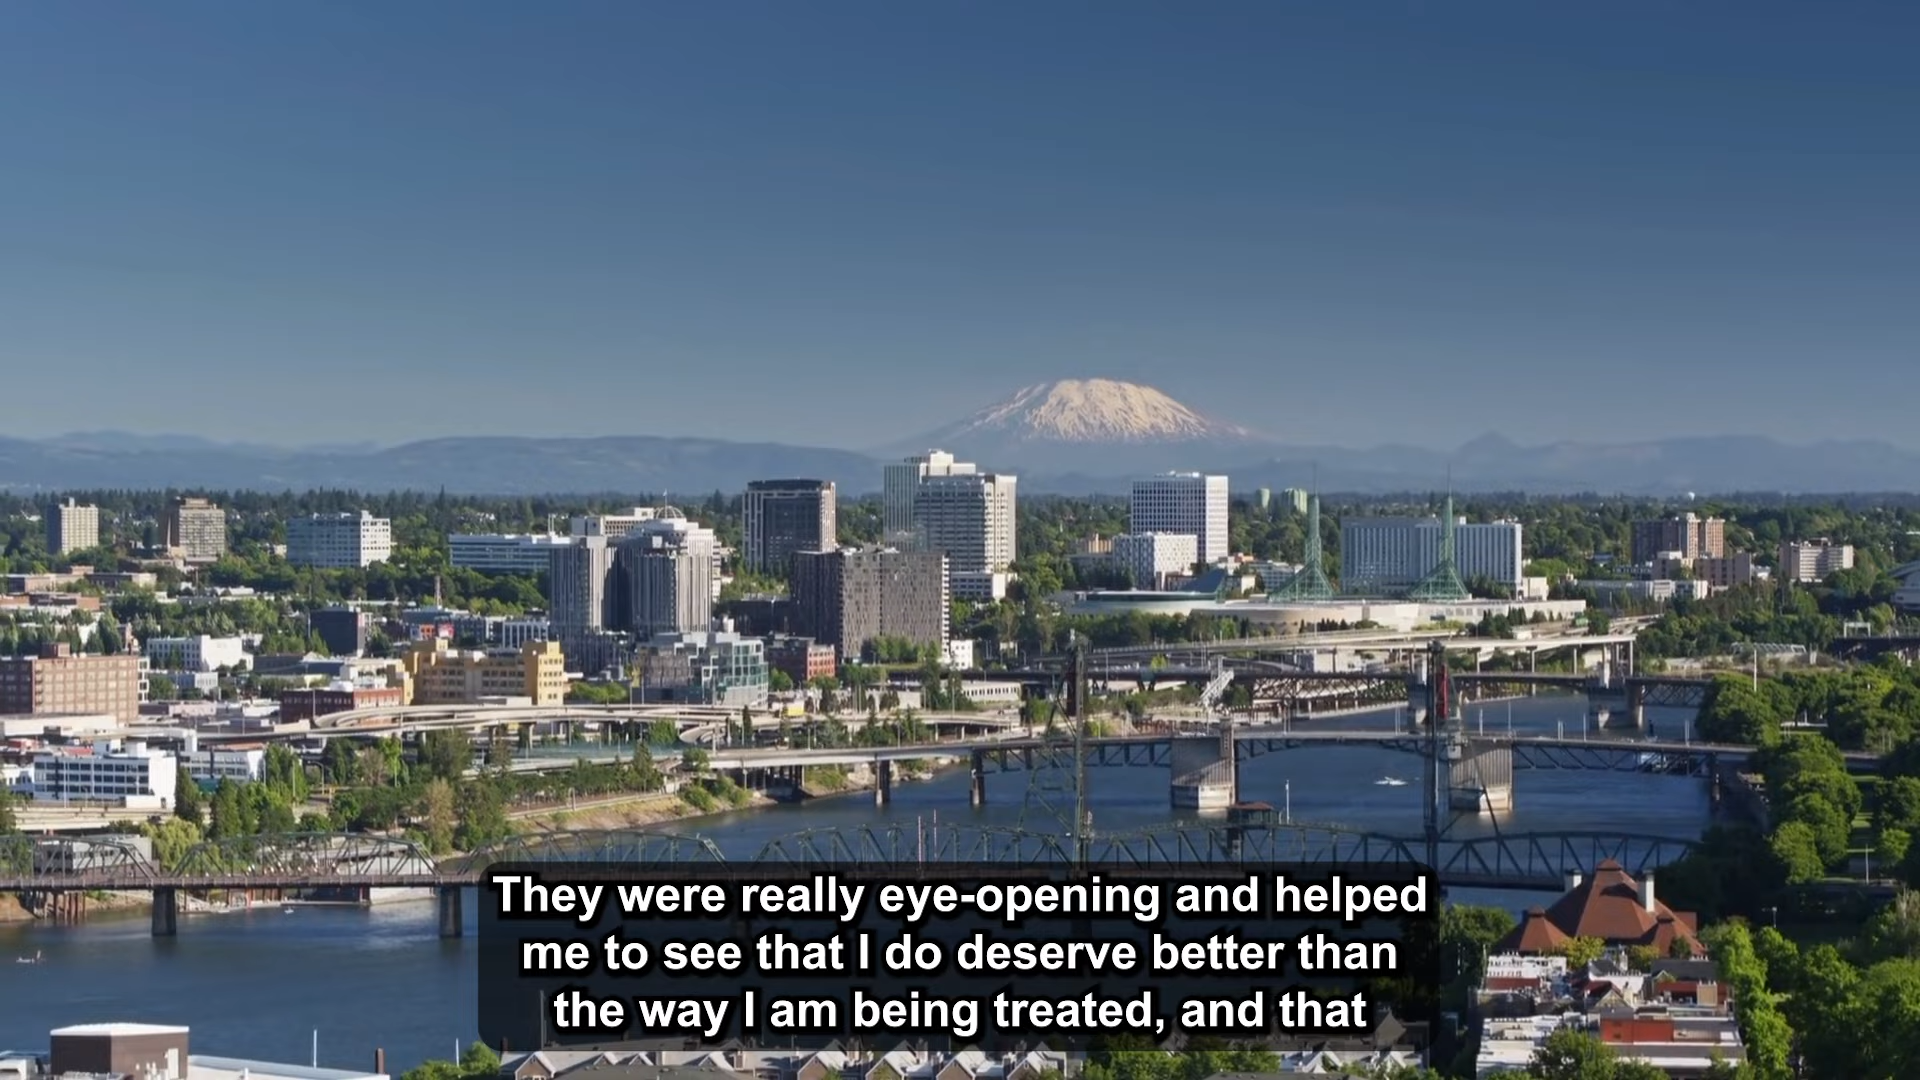 They were really eye-opening and helped
me to see that I do deserve better than
the way I am being treated, and that